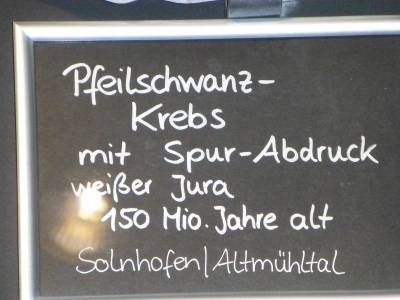 Pfeilschwanz-
Krebs
mit Spur-Abdruck
weißer Jura
150 Mio. Jahre alt
Solnhofen/Altmühltal